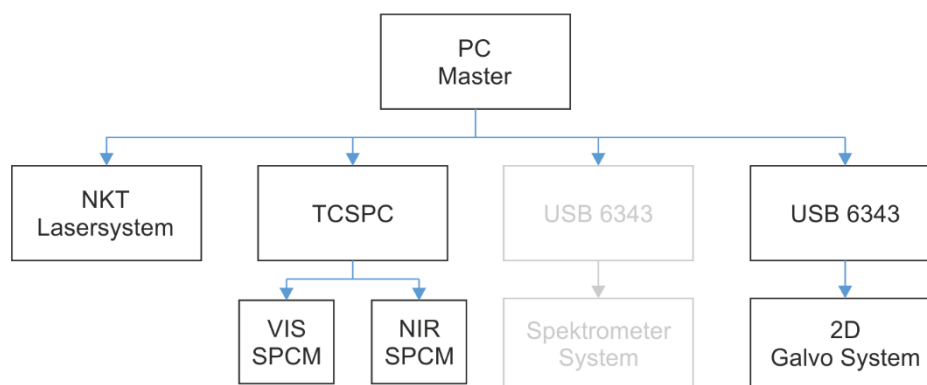 PC
Master
NKT
Lasersystem
TCSPC
USB 6343
USB 6343
VIS
SPCM
NIR
SPCM
Spektrometer
System
2D
Galvo System